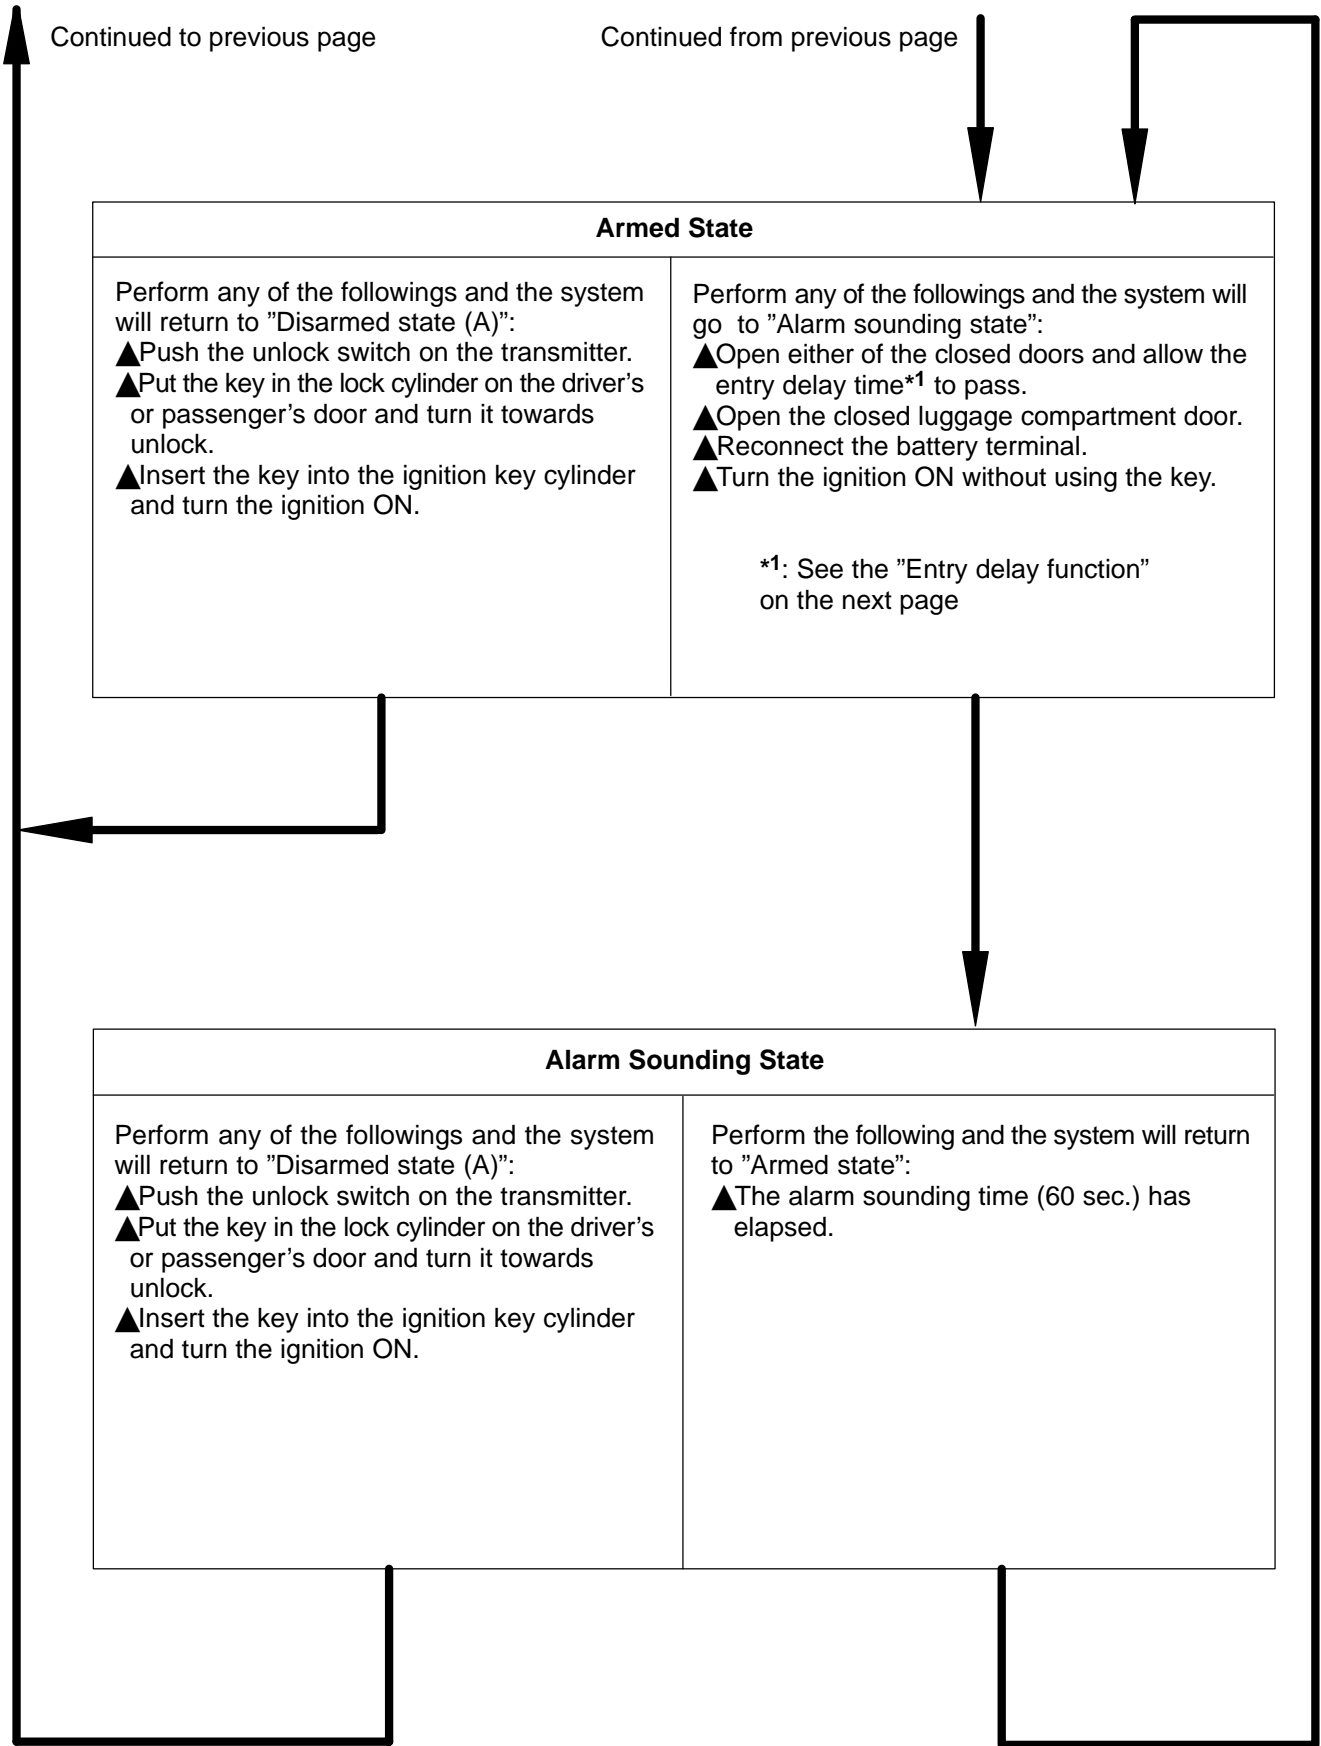 Continued to previous page
Continued from previous page
Armed State
Perform any of the followings and the system
will return to ”Disarmed state (A)”:
▲Push the unlock switch on the transmitter.
▲Put the key in the lock cylinder on the driver’s
or passenger’s door and turn it towards
unlock.
▲Insert the key into the ignition key cylinder
and turn the ignition ON.
Perform any of the followings and the system will
go to ”Alarm sounding state”:
▲Open either of the closed doors and allow the
entry delay time*1 to pass.
▲Open the closed luggage compartment door.
▲Reconnect the battery terminal.
▲Turn the ignition ON without using the key.
*1: See the ”Entry delay function”
on the next page
Alarm Sounding State
Perform any of the followings and the system
will return to ”Disarmed state (A)”:
▲Push the unlock switch on the transmitter.
▲Put the key in the lock cylinder on the driver’s
or passenger’s door and turn it towards
unlock.
▲Insert the key into the ignition key cylinder
and turn the ignition ON.
Perform the following and the system will return
to ”Armed state”:
▲The alarm sounding time (60 sec.) has
elapsed.